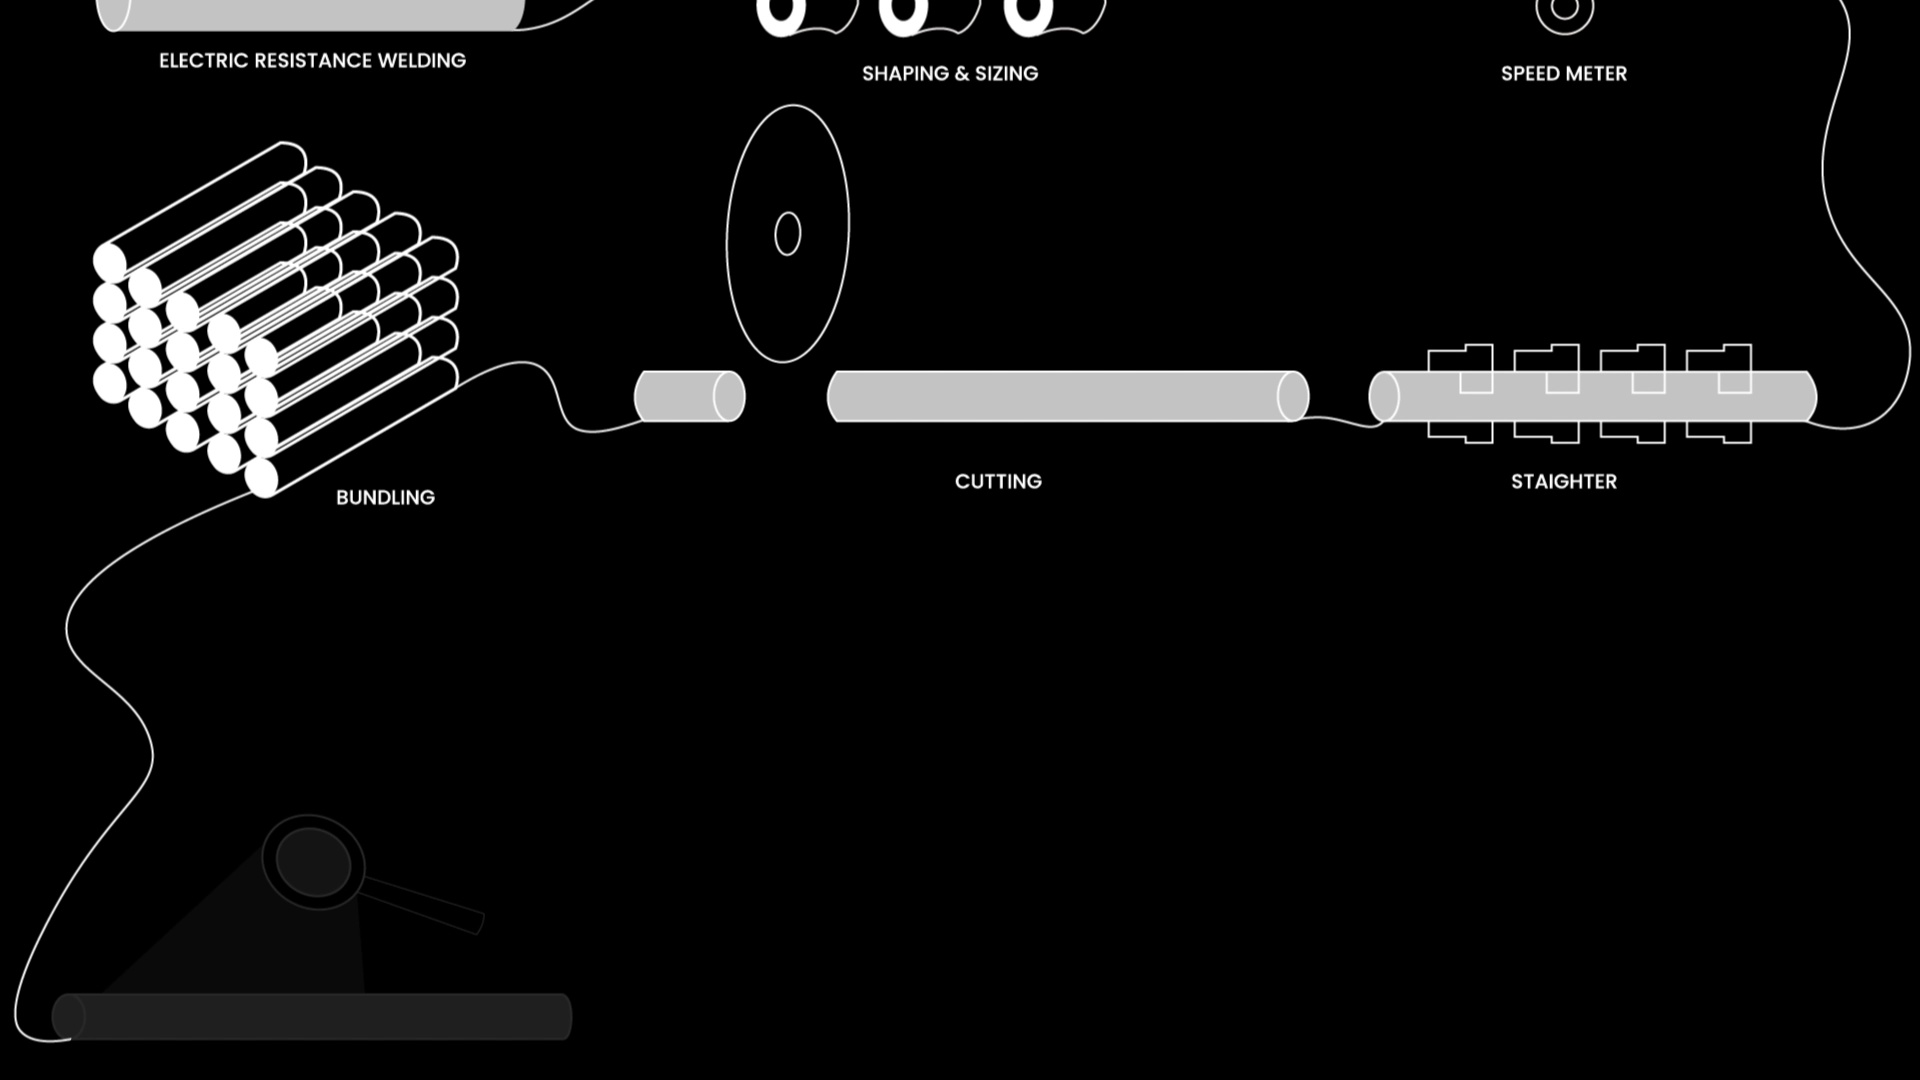 ELECTRIC RESISTANCE WELDING
SHAPING & SIZING
SPEED METER
BUNDLING
CUTTING
STAIGHTER